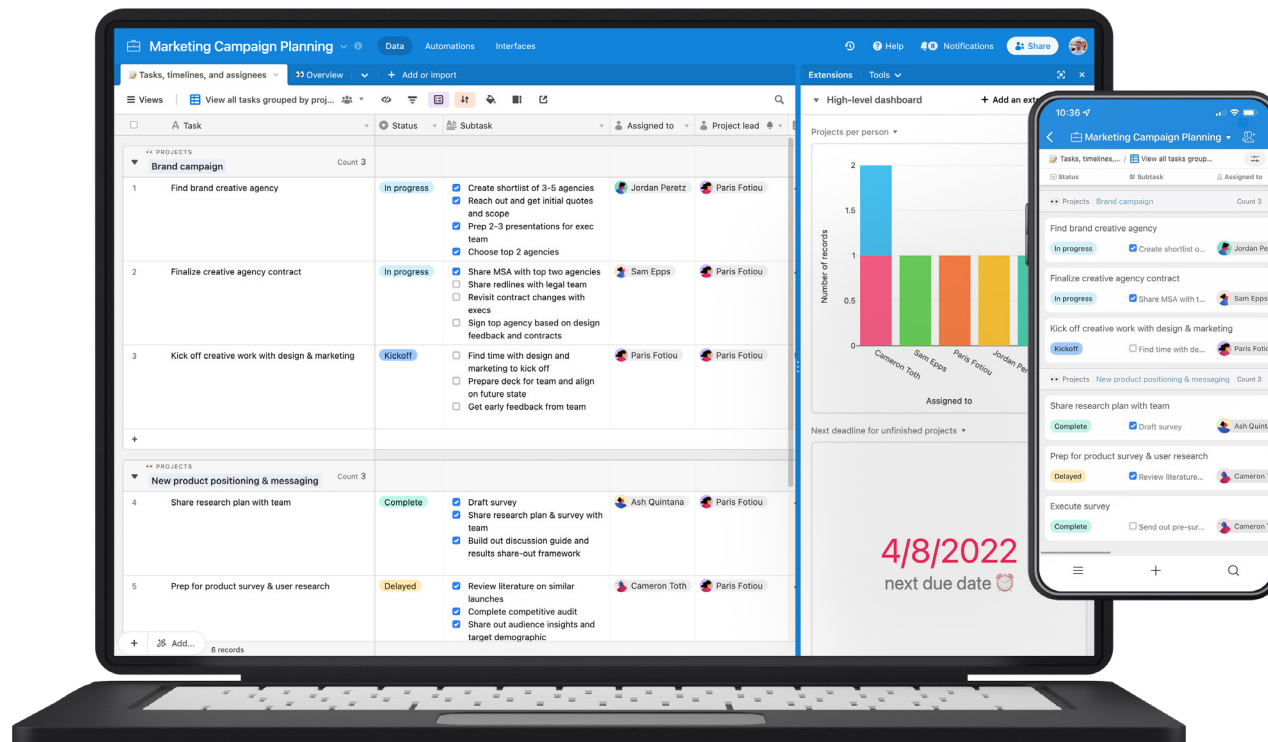 Marketing Campaign Planning
Data
Automations
Interfaces
Help
8
Notifications
Share
Tasks, timelines, and assignees
Overview
+ Add or import
Extensions
Tools
Views
View all tasks grouped by proj...
High-level dashboard
+ Add an
Task
Status
Subtask
Assigned to
Project lead
PROJECTS
Brand campaign
Count 3
1
Find brand creative agency
In progress
Create shortlist of 3-5 agencies
Reach out and get initial quotes
and scope
Prep 2-3 presentations for exec
team
Choose top 2 agencies
Jordan Peretz
Paris Fotiou
2
Finalize creative agency contract
In progress
Share MSA with top two agencies
Share redlines with legal team
Revisit contract changes with
execs
Sign top agency based on design
feedback and contracts
Sam Epps
Paris Fotiou
3
Kick off creative work with design & marketing
Kickoff
Find time with design and
marketing to kick off
Prepare deck for team and align
on future state
Get early feedback from team
Paris Fotiou
Paris Fotiou
+
PROJECTS
New product positioning & messaging
Count 3
4
Share research plan with team
Complete
Draft survey
Share research plan & survey with
team
Build out discussion guide and
results share-out framework
Ash Quintana
Paris Fotiou
5
Prep for product survey & user research
Delayed
Review literature on similar
launches
Complete competitive audit
Share out audience insights and
target demographic
Cameron Toth
Paris Fotiou
+
Add...
6 records
Projects per person
Number of records
2
1.5
1
0.5
0
Cameron Toth
Sam Epps
Paris Fotiou
Jordan Per
Assigned to
Next deadline for unfinished projects
4/8/2022
next due date
10:36
Marketing Campaign Planning
Tasks, timelines,... / View all tasks group...
Status
Subtask
Assigned to
Projects Brand campaign
Count 3
Find brand creative agency
In progress
Create shortlist o...
Jordan Pe
Finalize creative agency contract
In progress
Share MSA with t...
Sam Epps
Kick off creative work with design & marketing
Kickoff
Find time with de...
Paris Fotio
Projects New product positioning & messaging
Count 3
Share research plan with team
Complete
Draft survey
Ash Quinta
Prep for product survey & user research
Delayed
Review literature...
Cameron
Execute survey
Complete
Send out pre-sur...
Cameron